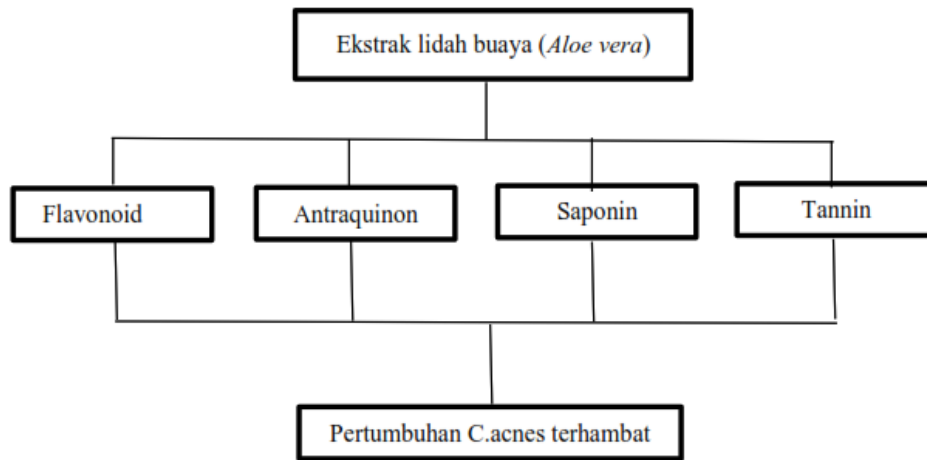 Ekstrak lidah buaya (Aloe vera)
Flavonoid
Antraquinon
Saponin
Tannin
Pertumbuhan C.acnes terhambat